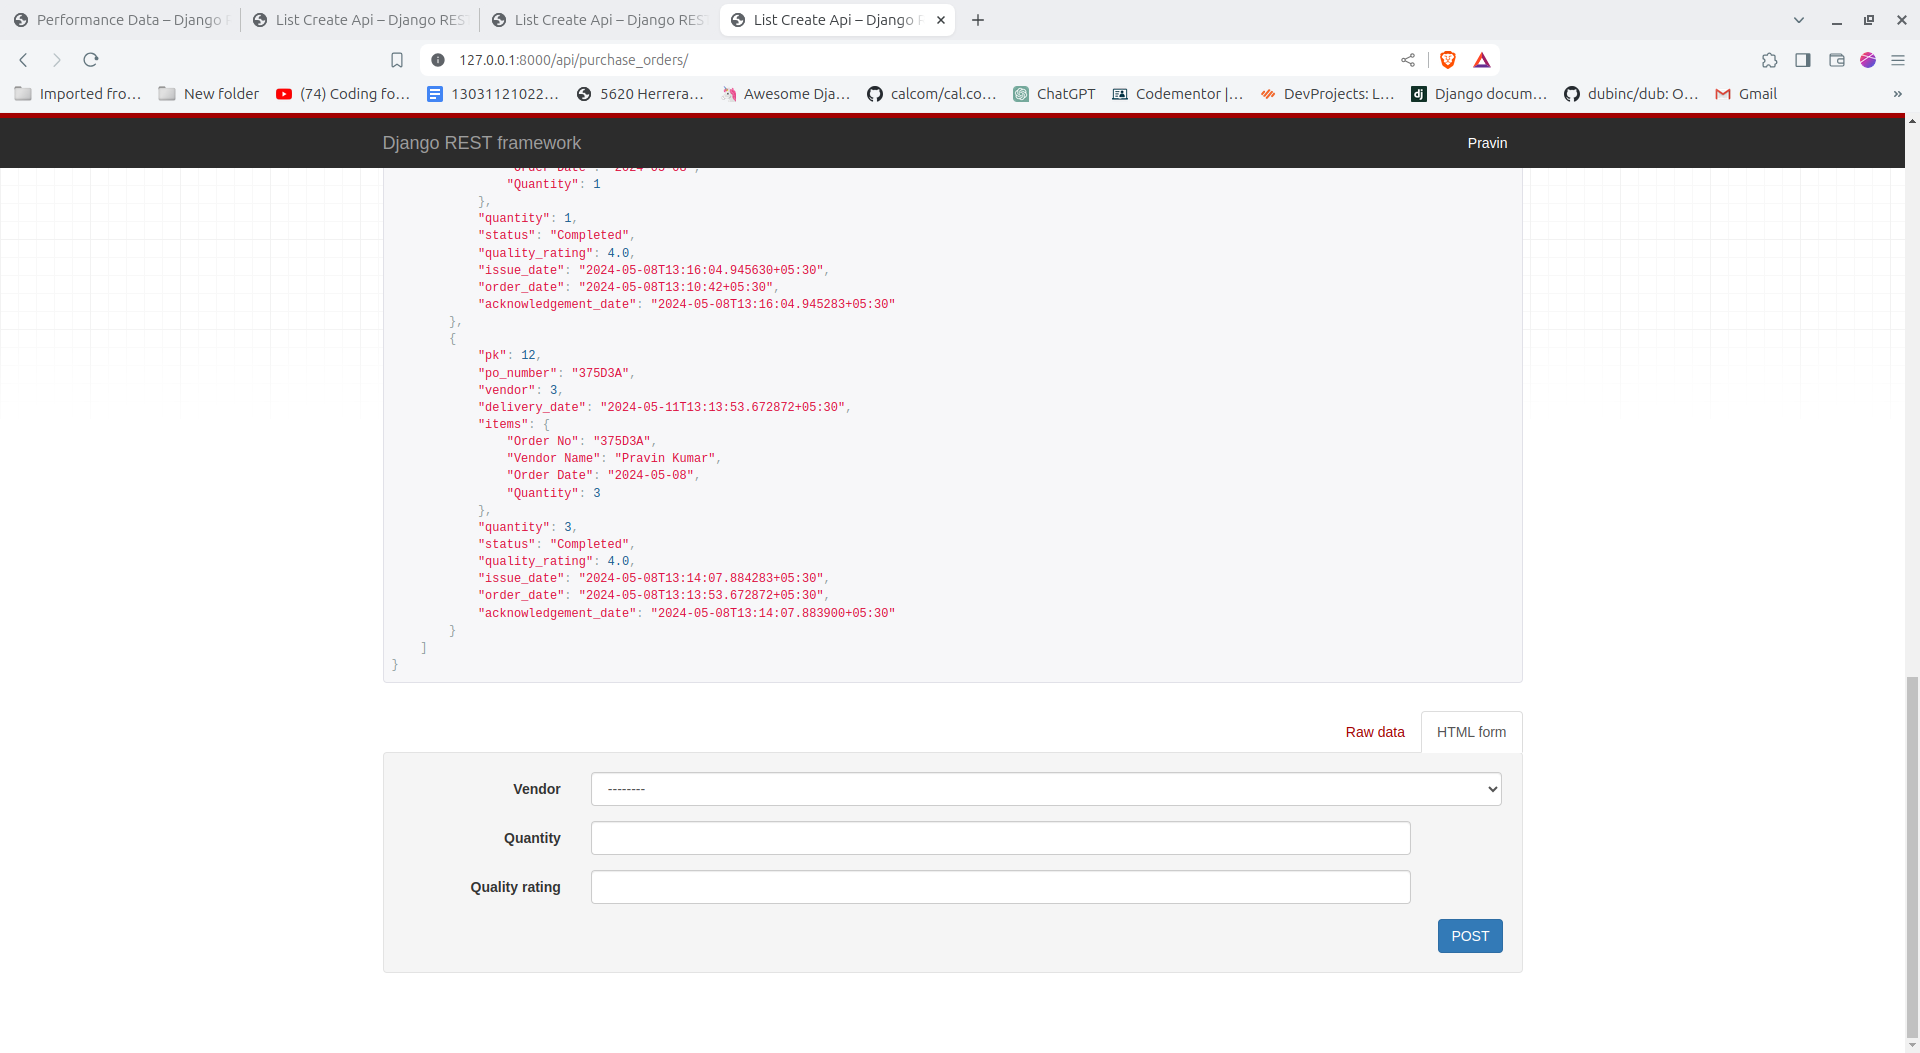 Performance Data – Django
List Create Api – Django REST
List Create Api – Django REST
List Create Api – Django
127.0.0.1:8000/api/purchase_orders/
Imported fro…
New folder
(74) Coding fo…
13031121022…
5620 Herrera…
Awesome Dja…
calcom/cal.co…
ChatGPT
Codementor |…
DevProjects: L…
dj
Django docum…
dubinc/dub: O…
Gmail
»
Django REST framework
Pravin
"Order Date": "2024-05-08",
"Quantity": 1
},
"quantity": 1,
"status": "Completed",
"quality_rating": 4.0,
"issue_date": "2024-05-08T13:16:04.945630+05:30",
"order_date": "2024-05-08T13:10:42+05:30",
"acknowledgement_date": "2024-05-08T13:16:04.945283+05:30"
},
{
"pk": 12,
"po_number": "375D3A",
"vendor": 3,
"delivery_date": "2024-05-11T13:13:53.672872+05:30",
"items": {
"Order No": "375D3A",
"Vendor Name": "Pravin Kumar",
"Order Date": "2024-05-08",
"Quantity": 3
},
"quantity": 3,
"status": "Completed",
"quality_rating": 4.0,
"issue_date": "2024-05-08T13:14:07.884283+05:30",
"order_date": "2024-05-08T13:13:53.672872+05:30",
"acknowledgement_date": "2024-05-08T13:14:07.883900+05:30"
}
]
}
Raw data
HTML form
Vendor
--------
Quantity
Quality rating
POST